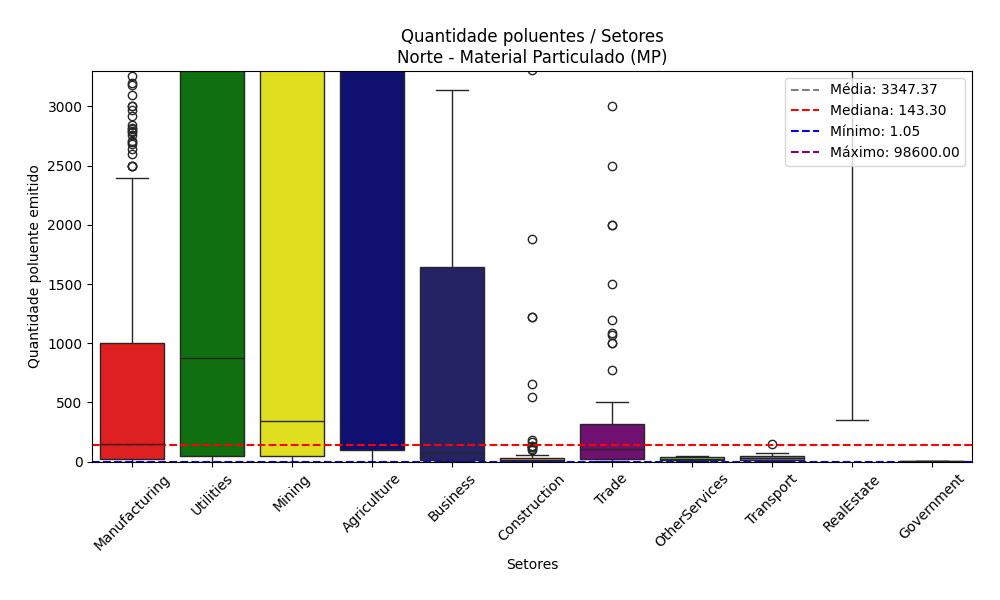 Quantidade poluentes / Setores
Norte - Material Particulado (MP)
Média: 3347.37
Mediana: 143.30
Mínimo: 1.05
Máximo: 98600.00
Quantidade poluente emitido
3000
2500
2000
1500
1000
500
0
Manufacturing
Utilities
Mining
Agriculture
Business
Construction
Trade
OtherServices
Transport
RealEstate
Government
Setores